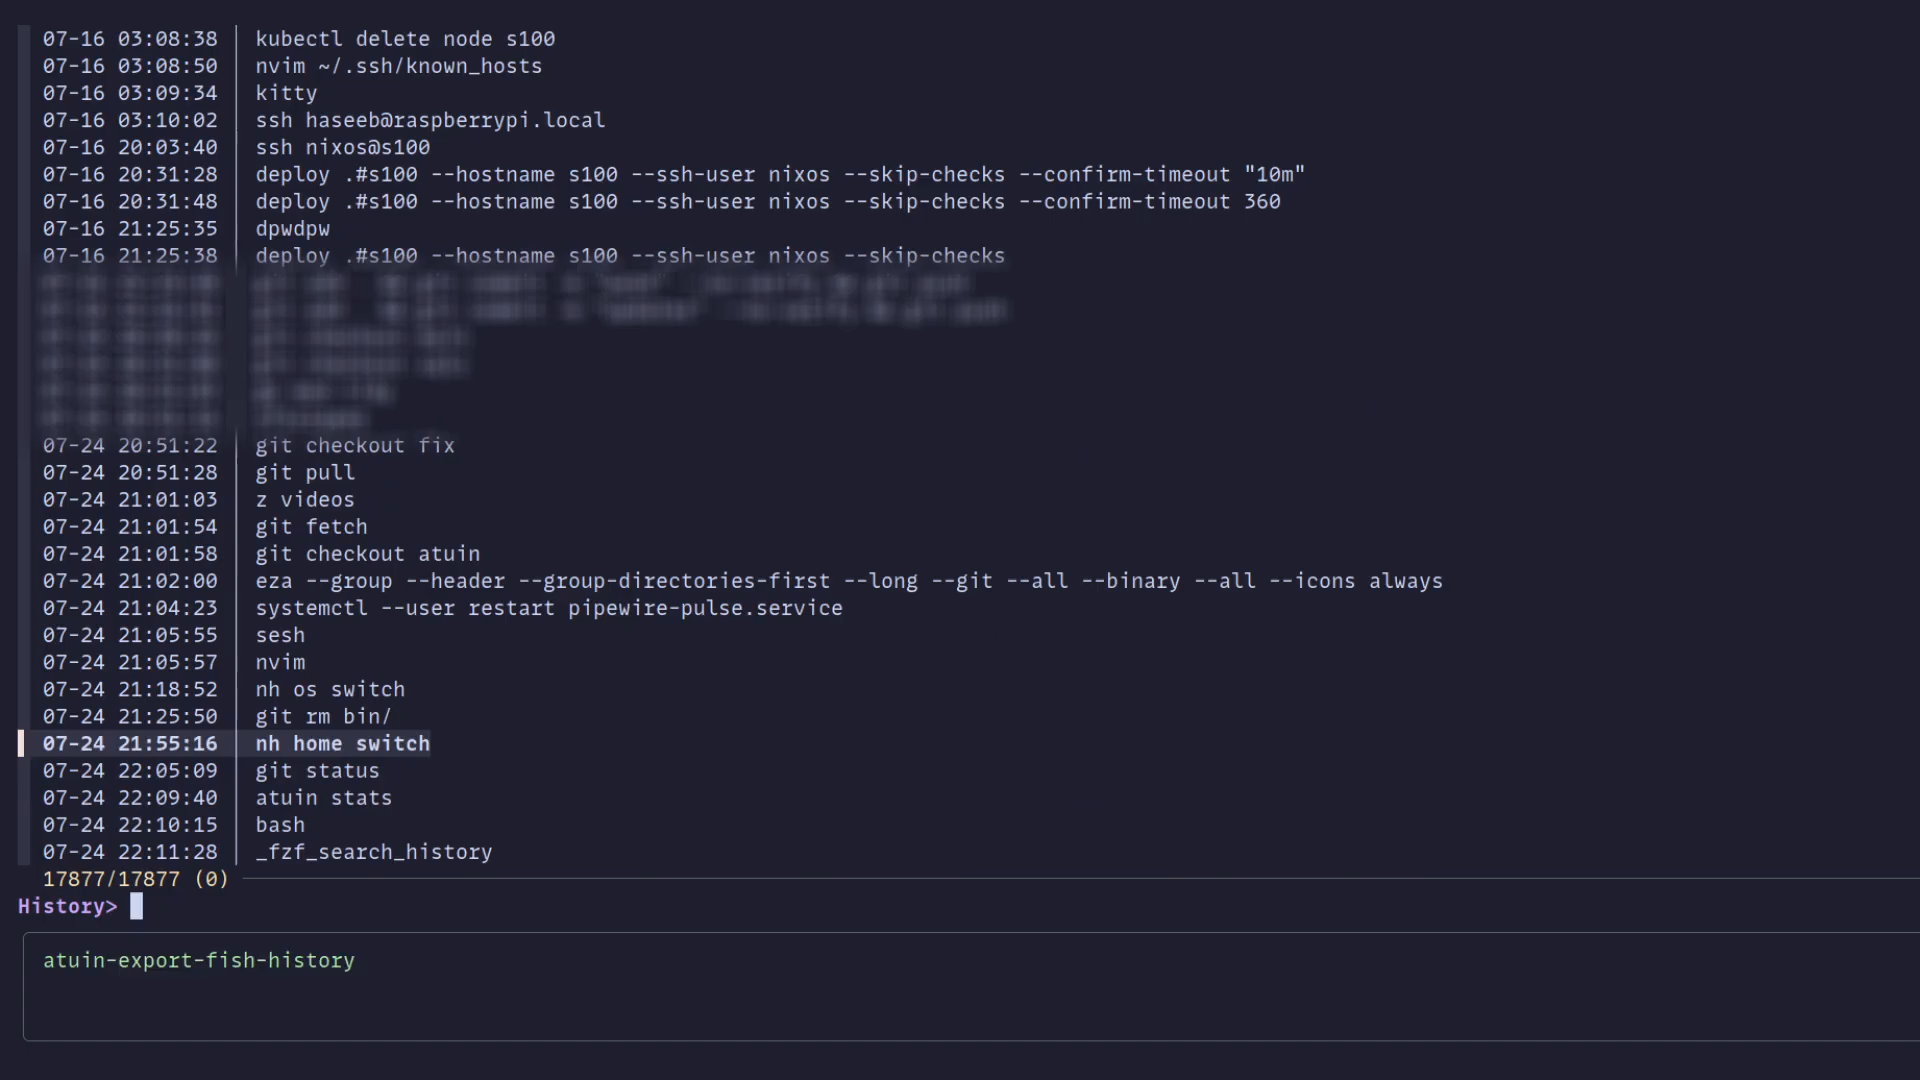 07-16 03:08:38 │ kubectl delete node s100
07-16 03:08:50 │ nvim ~/.ssh/known_hosts
07-16 03:09:34 │ kitty
07-16 03:10:02 │ ssh haseeb@raspberrypi.local
07-16 20:03:40 │ ssh nixos@s100
07-16 20:31:28 │ deploy .#s100 --hostname s100 --ssh-user nixos --skip-checks --confirm-timeout "10m"
07-16 20:31:48 │ deploy .#s100 --hostname s100 --ssh-user nixos --skip-checks --confirm-timeout 360
07-16 21:25:35 │ dpwdpw
07-16 21:25:38 │ deploy .#s100 --hostname s100 --ssh-user nixos --skip-checks
07-24 20:51:22 │ git checkout fix
07-24 20:51:28 │ git pull
07-24 21:01:03 │ z videos
07-24 21:01:54 │ git fetch
07-24 21:01:58 │ git checkout atuin
07-24 21:02:00 │ eza --group --header --group-directories-first --long --git --all --binary --all --icons always
07-24 21:04:23 │ systemctl --user restart pipewire-pulse.service
07-24 21:05:55 │ sesh
07-24 21:05:57 │ nvim
07-24 21:18:52 │ nh os switch
07-24 21:25:50 │ git rm bin/
07-24 21:55:16 │ nh home switch
07-24 22:05:09 │ git status
07-24 22:09:40 │ atuin stats
07-24 22:10:15 │ bash
07-24 22:11:28 │ _fzf_search_history
17877/17877 (0)
History>
atuin-export-fish-history